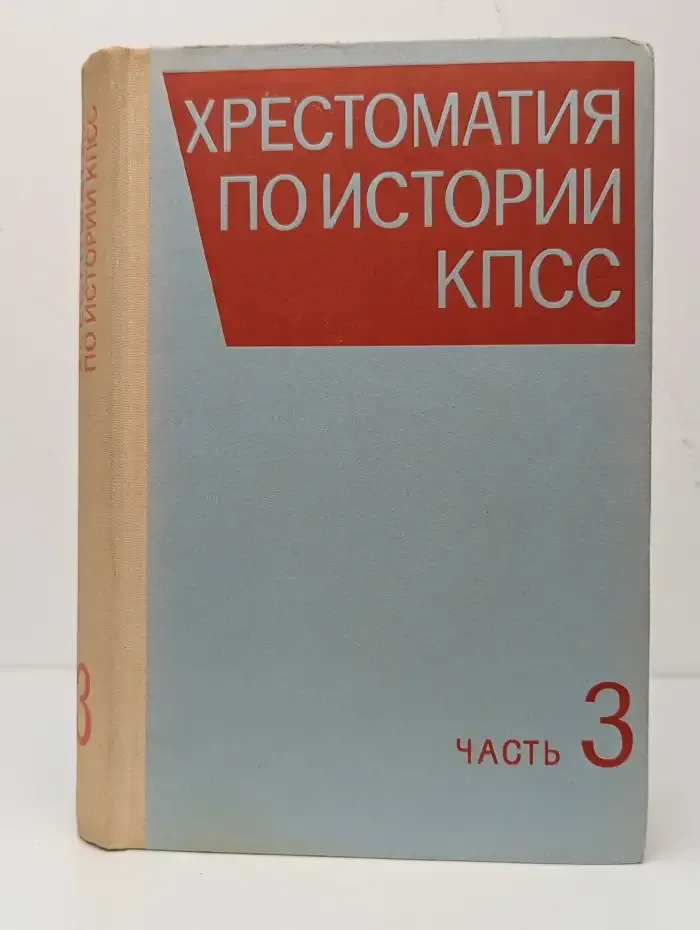 ХРЕСТОМАТИЯ
ПО ИСТОРИИ
КПСС
ЧАСТЬ 3
ПО ИСТОРИИ КПСС
3